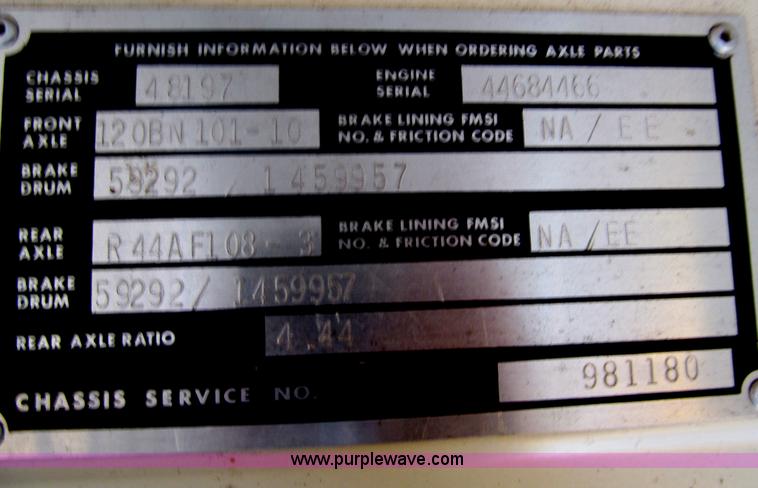 FURNISH INFORMATION BELOW WHEN ORDERING AXLE PARTS
CHASSIS SERIAL 48197 ENGINE SERIAL 44684466
FRONT AXLE 120BN101-10 BRAKE LINING FMSI NO. & FRICTION CODE NA / EE
BRAKE DRUM 59292 / 1459957
REAR AXLE R44AF108-3 BRAKE LINING FMSI NO. & FRICTION CODE NA / EE
BRAKE DRUM 59292 / 1459957
REAR AXLE RATIO 4.44
CHASSIS SERVICE NO. 981180
www.purplewave.com